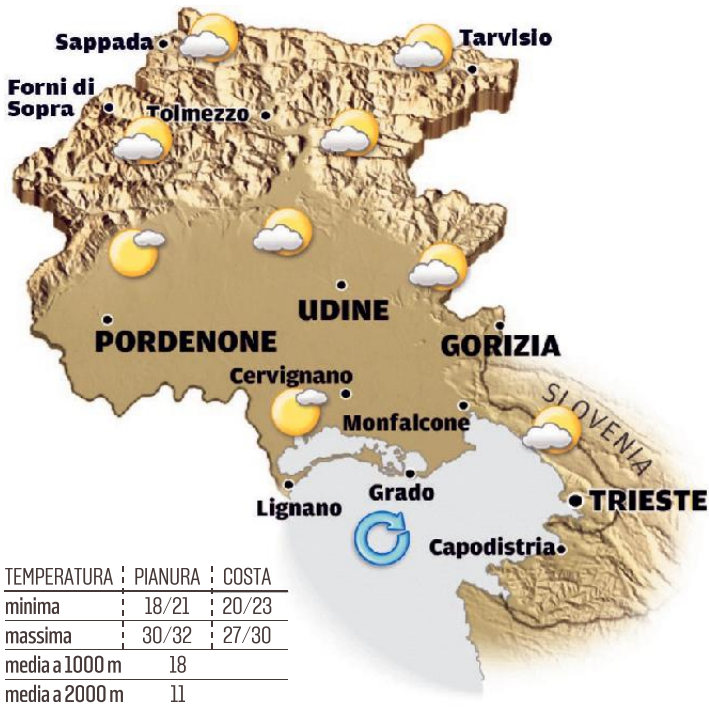 Sappada
Tarvisio
Forni di
Sopra
Tolmezzo
UDINE
PORDENONE
GORIZIA
Cervignano
SLOVENIA
Monfalcone
Grado
Lignano
TRIESTE
Capodistria
TEMPERATURA PIANURA COSTA
minima 18/21 20/23
massima 30/32 27/30
media a 1000 m 18
media a 2000 m 11